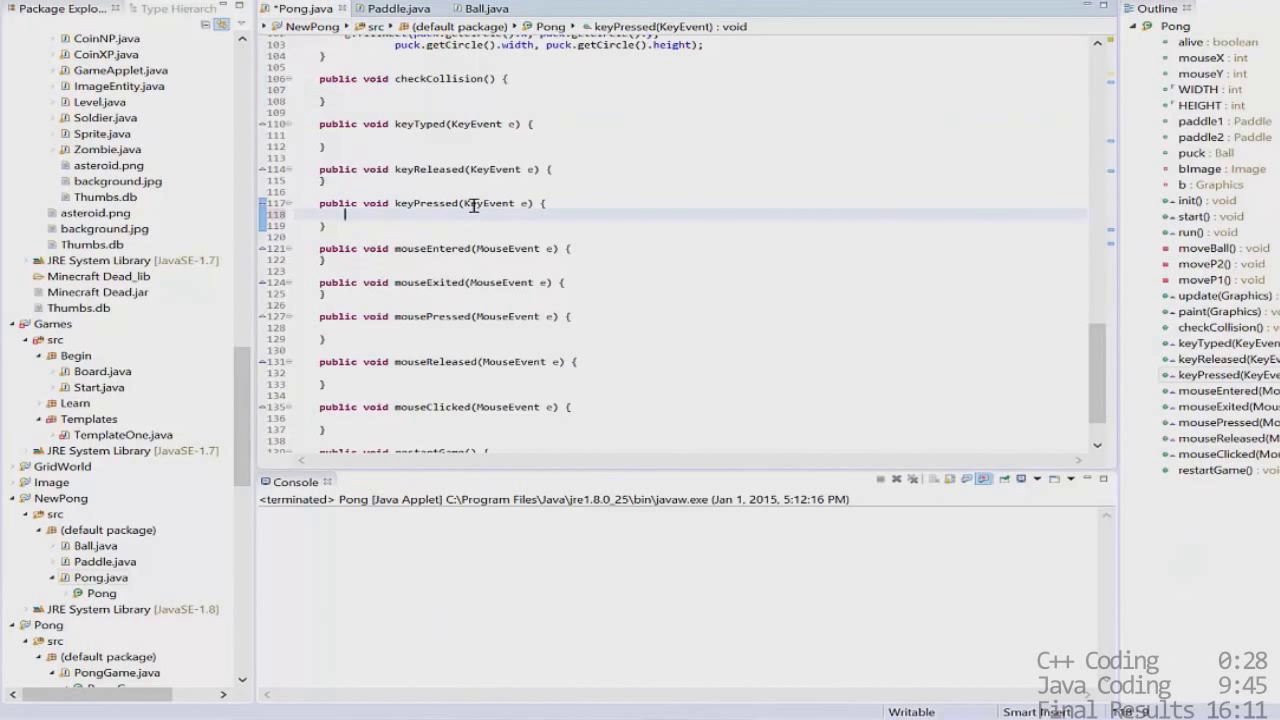 Package Explo...
Type Hierarch
CoinNP.java
CoinXP.java
GameApplet.java
ImageEntity.java
Level.java
Soldier.java
Sprite.java
Zombie.java
asteroid.png
background.jpg
Thumbs.db
asteroid.png
background.jpg
Thumbs.db
JRE System Library [JavaSE-1.7]
Minecraft Dead_lib
Minecraft Dead.jar
Thumbs.db
Games
src
Begin
Board.java
Start.java
Learn
Templates
TemplateOne.java
JRE System Library [JavaSE-1.7]
GridWorld
Image
NewPong
src
(default package)
Ball.java
Paddle.java
Pong.java
Pong
JRE System Library [JavaSE-1.8]
Pong
src
(default package)
PongGame.java
*Pong.java
Paddle.java
Ball.java
NewPong
src
(default package)
Pong
keyPressed(KeyEvent) : void
103 puck.getCircle().width, puck.getCircle().height);
104 }
105
106 public void checkCollision() {
107
108 }
109
110 public void keyTyped(KeyEvent e) {
111
112 }
113
114 public void keyReleased(KeyEvent e) {
115 }
116
117 public void keyPressed(KeyEvent e) {
118
119 }
120
121 public void mouseEntered(MouseEvent e) {
122 }
123
124 public void mouseExited(MouseEvent e) {
125 }
126
127 public void mousePressed(MouseEvent e) {
128
129 }
130
131 public void mouseReleased(MouseEvent e) {
132
133 }
134
135 public void mouseClicked(MouseEvent e) {
136
137 }
138
139 public void restartGame() {
Console
<terminated> Pong [Java Applet] C:\Program Files\Java\jre1.8.0_25\bin\javaw.exe (Jan 1, 2015, 5:12:16 PM)
Outline
Pong
alive : boolean
mouseX : int
mouseY : int
WIDTH : int
HEIGHT : int
paddle1 : Paddle
paddle2 : Paddle
puck : Ball
bImage : Image
b : Graphics
init() : void
start() : void
run() : void
moveBall() : void
moveP2() : void
moveP1() : void
update(Graphics)
paint(Graphics) :
checkCollision() :
keyTyped(KeyEven
keyReleased(KeyE
keyPressed(KeyEve
mouseEntered(Mo
mouseExited(Mou
mousePressed(Mo
mouseReleased(M
mouseClicked(Mo
restartGame() : vo
C++ Coding 0:28
Java Coding 9:45
Final Results 16:11
Writable
Smart Insert